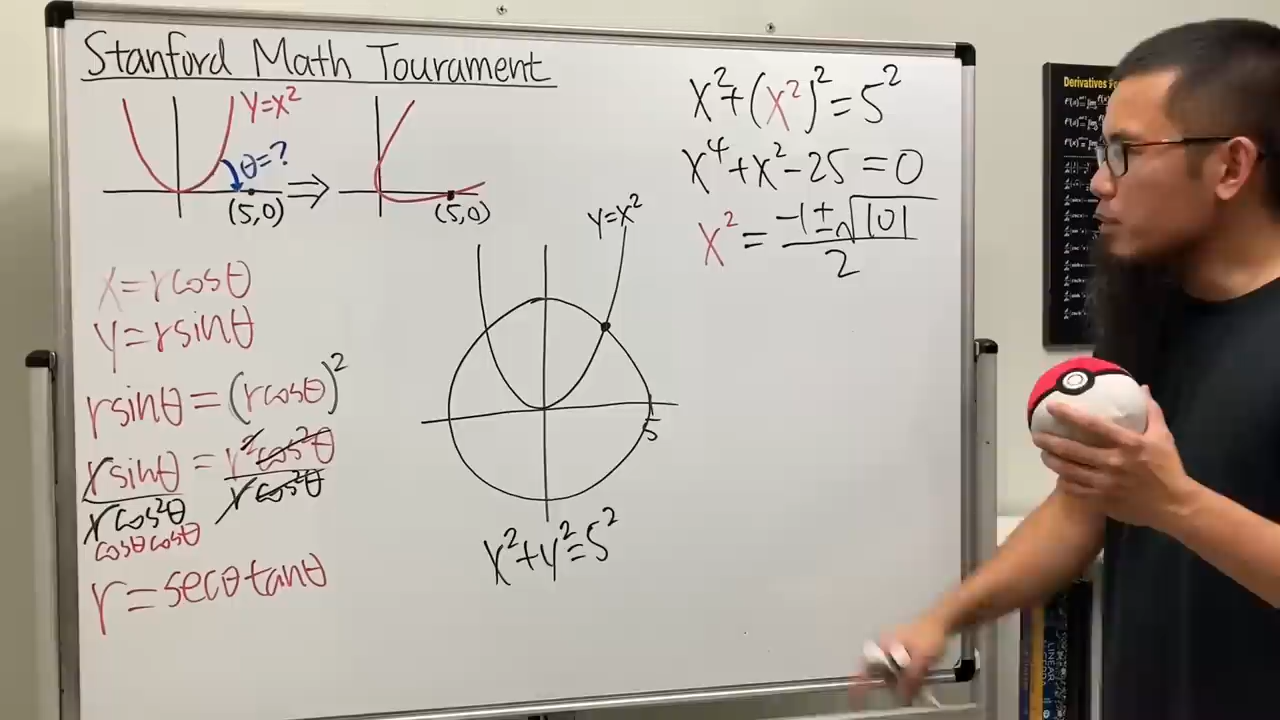 Stanford Math Tourament
y=x²
θ=?
(5,0)
⇒
(5,0)
x=rcosθ
y=rsinθ
rsinθ=(rcosθ)²
rsinθ/rcos²θ = r²cos²θ/rcos²θ
cosθcosθ
r=secθtanθ
y=x²
5
x²+y²=5²
x²+(x²)²=5²
x⁴+x²-25=0
x²=(-1±√101)/2
Derivatives
LINEAR